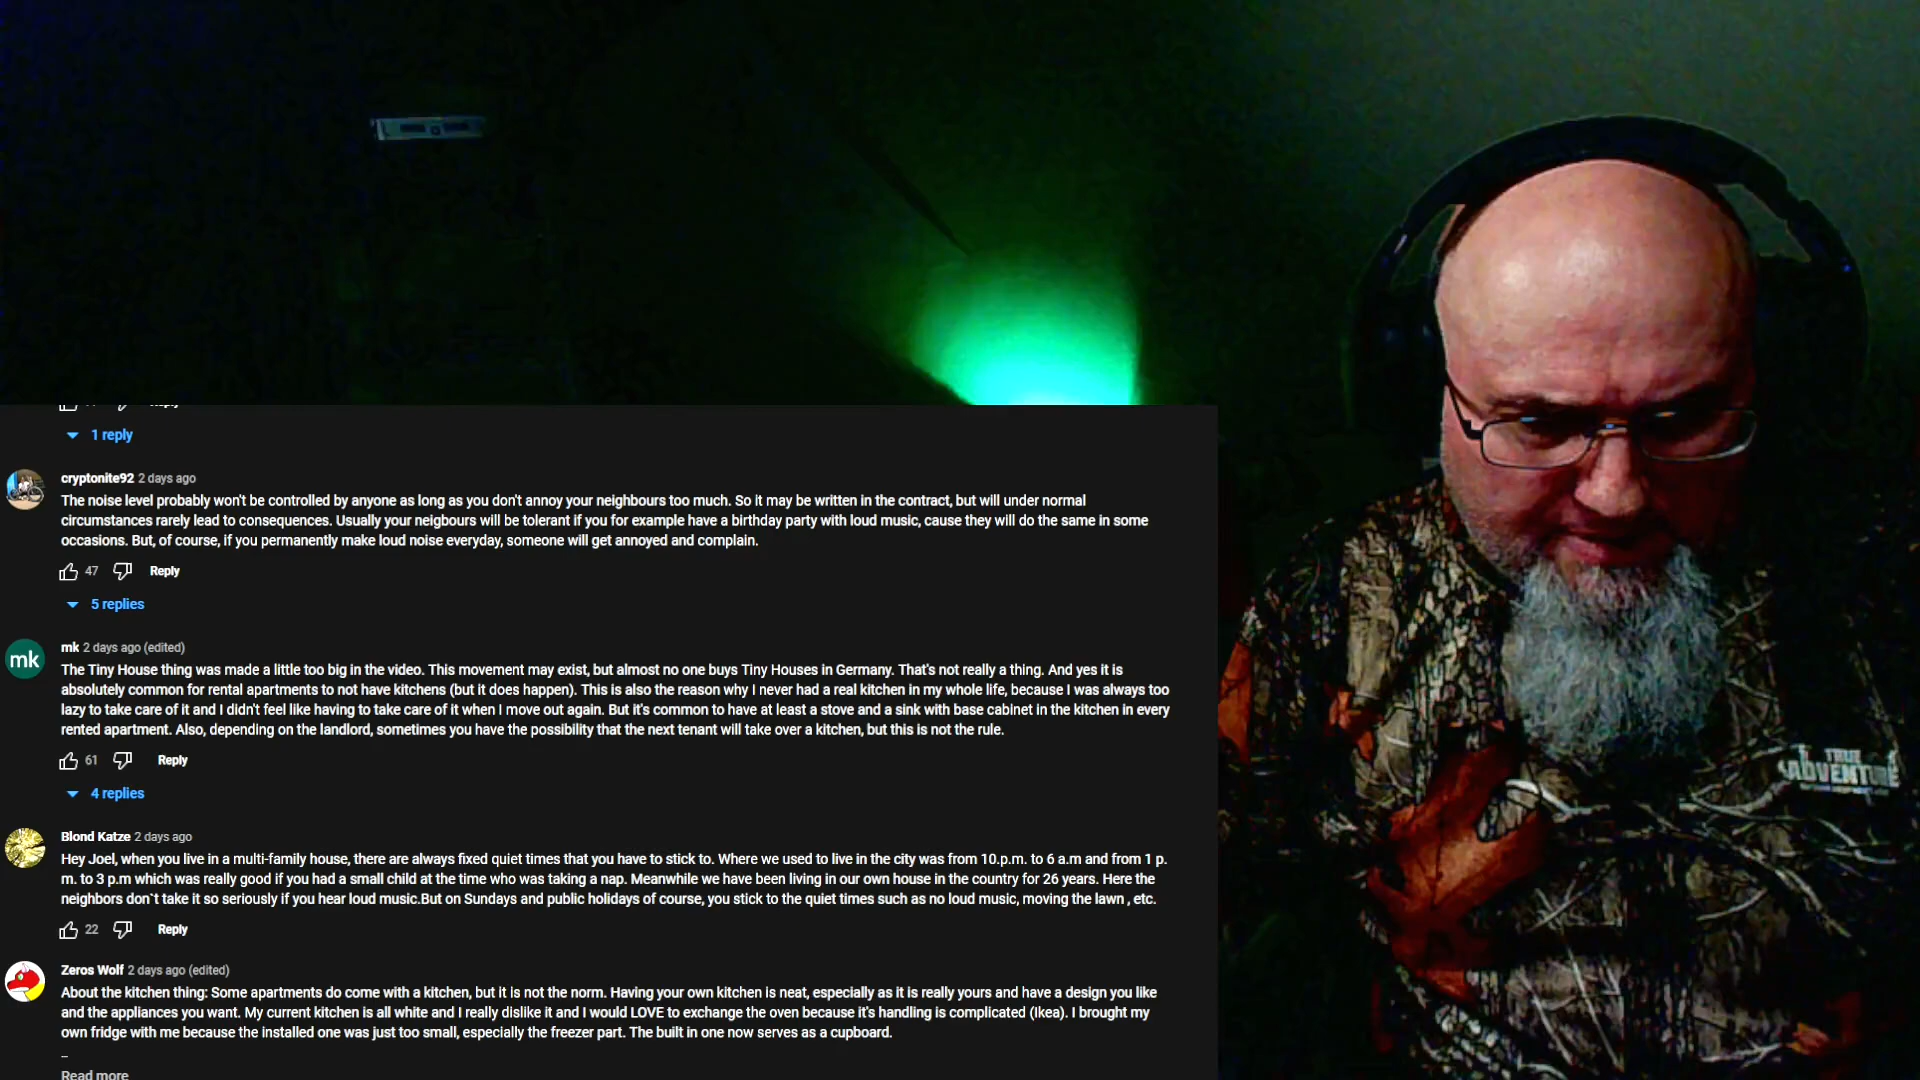 Reply
1 reply
cryptonite92 2 days ago
The noise level probably won't be controlled by anyone as long as you don't annoy your neighbours too much. So it may be written in the contract, but will under normal
circumstances rarely lead to consequences. Usually your neigbours will be tolerant if you for example have a birthday party with loud music, cause they will do the same in some
occasions. But, of course, if you permanently make loud noise everyday, someone will get annoyed and complain.
47 Reply
5 replies
mk
mk 2 days ago (edited)
The Tiny House thing was made a little too big in the video. This movement may exist, but almost no one buys Tiny Houses in Germany. That's not really a thing. And yes it is
absolutely common for rental apartments to not have kitchens (but it does happen). This is also the reason why I never had a real kitchen in my whole life, because I was always too
lazy to take care of it and I didn't feel like having to take care of it when I move out again. But it's common to have at least a stove and a sink with base cabinet in the kitchen in every
rented apartment. Also, depending on the landlord, sometimes you have the possibility that the next tenant will take over a kitchen, but this is not the rule.
61 Reply
4 replies
Blond Katze 2 days ago
Hey Joel, when you live in a multi-family house, there are always fixed quiet times that you have to stick to. Where we used to live in the city was from 10.p.m. to 6 a.m and from 1 p.
m. to 3 p.m which was really good if you had a small child at the time who was taking a nap. Meanwhile we have been living in our own house in the country for 26 years. Here the
neighbors don`t take it so seriously if you hear loud music.But on Sundays and public holidays of course, you stick to the quiet times such as no loud music, moving the lawn , etc.
22 Reply
Zeros Wolf 2 days ago (edited)
About the kitchen thing: Some apartments do come with a kitchen, but it is not the norm. Having your own kitchen is neat, especially as it is really yours and have a design you like
and the appliances you want. My current kitchen is all white and I really dislike it and I would LOVE to exchange the oven because it's handling is complicated (Ikea). I brought my
own fridge with me because the installed one was just too small, especially the freezer part. The built in one now serves as a cupboard.
_
Read more
TRUE
ADVENTURE